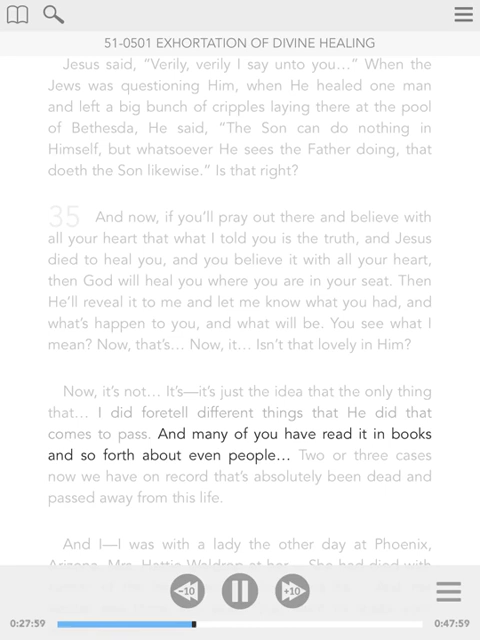 51-0501 EXHORTATION OF DIVINE HEALING
Jesus said, “Verily, verily I say unto you…” When the
Jews was questioning Him, when He healed one man
and left a big bunch of cripples laying there at the pool
of Bethesda, He said, “The Son can do nothing in
Himself, but whatsoever He sees the Father doing, that
doeth the Son likewise.” Is that right?
35 And now, if you’ll pray out there and believe with
all your heart that what I told you is the truth, and Jesus
died to heal you, and you believe it with all your heart,
then God will heal you where you are in your seat. Then
He’ll reveal it to me and let me know what you had, and
what’s happen to you, and what will be. You see what I
mean? Now, that’s… Now, it… Isn’t that lovely in Him?
Now, it’s not… It’s—it’s just the idea that the only thing
that… I did foretell different things that He did that
comes to pass. And many of you have read it in books
and so forth about even people… Two or three cases
now we have on record that’s absolutely been dead and
passed away from this life.
And I—I was with a lady the other day at Phoenix,
Arizona, Mrs. Hattie Waldrop at her… She had died with
-10
+10
0:27:59
0:47:59